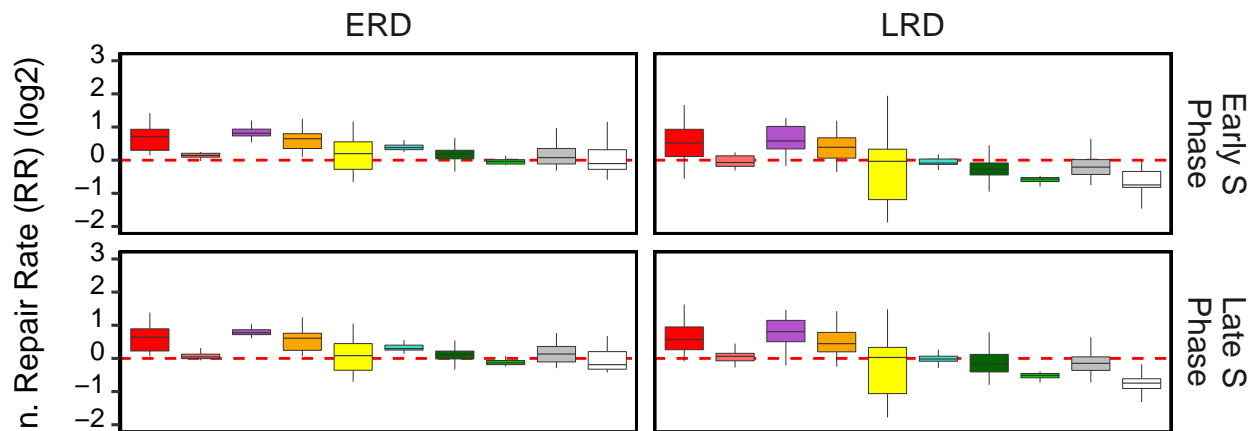 ERD
LRD
n. Repair Rate (RR) (log2)
3
2
1
0
−1
−2
Early S
Phase
3
2
1
0
−1
−2
Late S
Phase